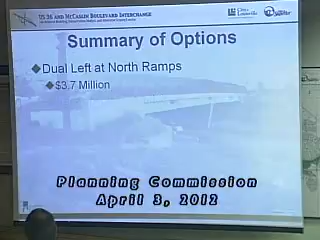 US 36 AND MCCASLIN BOULEVARD INTERCHANGE
Summary of Options
Dual Left at North Ramps
$3.7 Million
Planning Commission
April 3, 2012